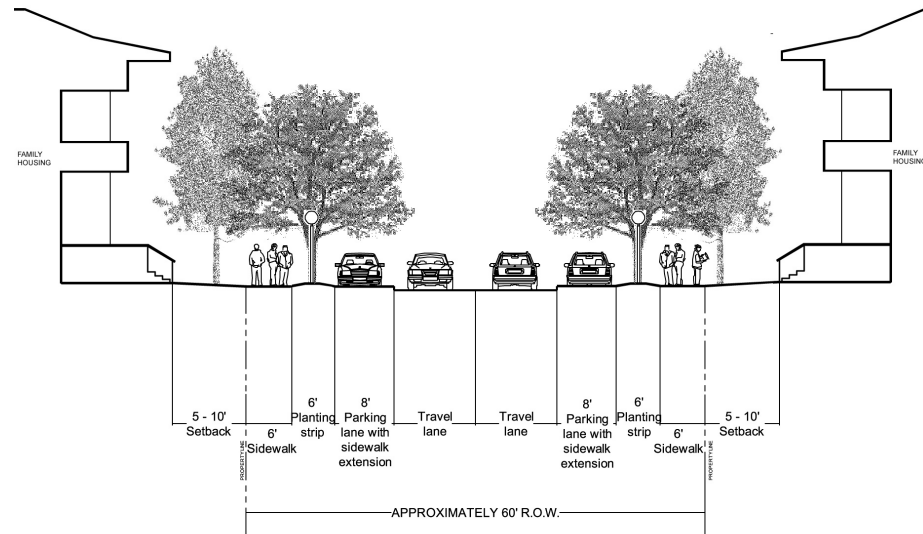 FAMILY
HOUSING
FAMILY
HOUSING
5 - 10'
Setback
6'
Sidewalk
6'
Planting
strip
8'
Parking
lane with
sidewalk
extension
Travel
lane
Travel
lane
8'
Parking
lane with
sidewalk
extension
6'
Planting
strip
6'
Sidewalk
5 - 10'
Setback
PROPERTY LINE
PROPERTY LINE
APPROXIMATELY 60' R.O.W.